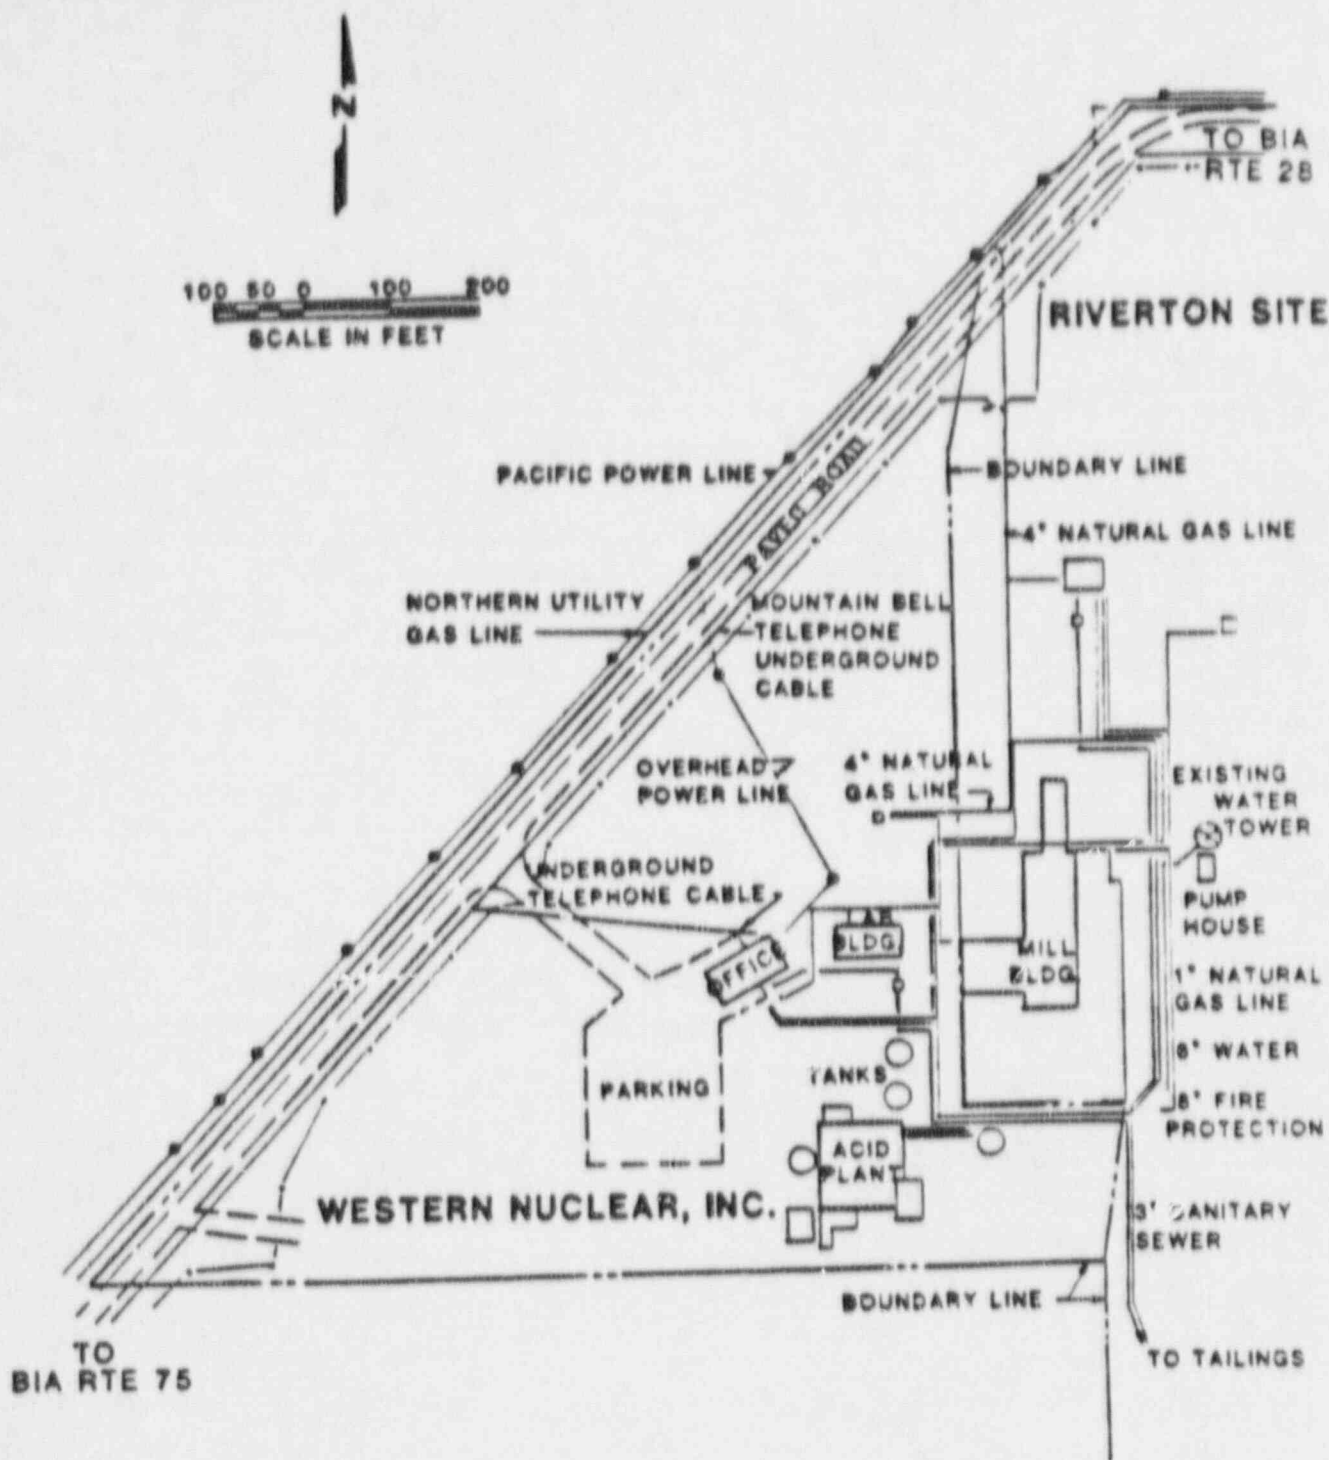 N
TO BIA
RTE 28
100 50 0 100 200
SCALE IN FEET
RIVERTON SITE
PACIFIC POWER LINE
BOUNDARY LINE
ROAD
4" NATURAL GAS LINE
NORTHERN UTILITY
GAS LINE
MOUNTAIN BELL
TELEPHONE
UNDERGROUND
CABLE
OVERHEAD
POWER LINE
4" NATURAL
GAS LINE
EXISTING
WATER
TOWER
UNDERGROUND
TELEPHONE CABLE
PUMP
HOUSE
LAB
BLDG.
OFFICE
MILL
BLDG.
1" NATURAL
GAS LINE
6" WATER
TANKS
PARKING
8" FIRE
PROTECTION
ACID
PLANT
WESTERN NUCLEAR, INC.
3" SANITARY
SEWER
BOUNDARY LINE
TO
BIA RTE 75
TO TAILINGS